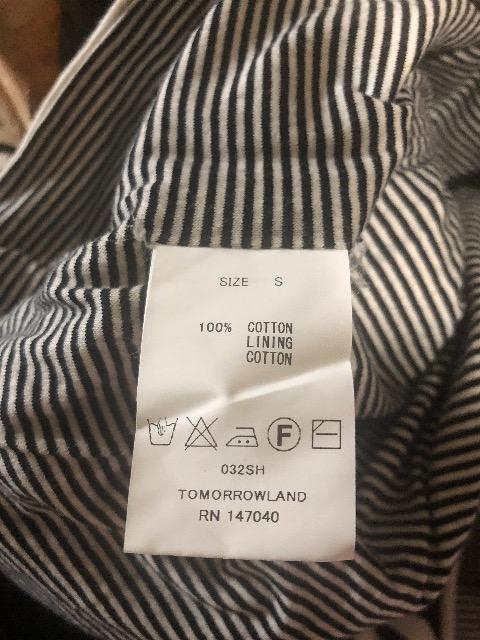 SIZE S
100% COTTON
LINING
COTTON
F
032SH
TOMORROWLAND
RN 147040